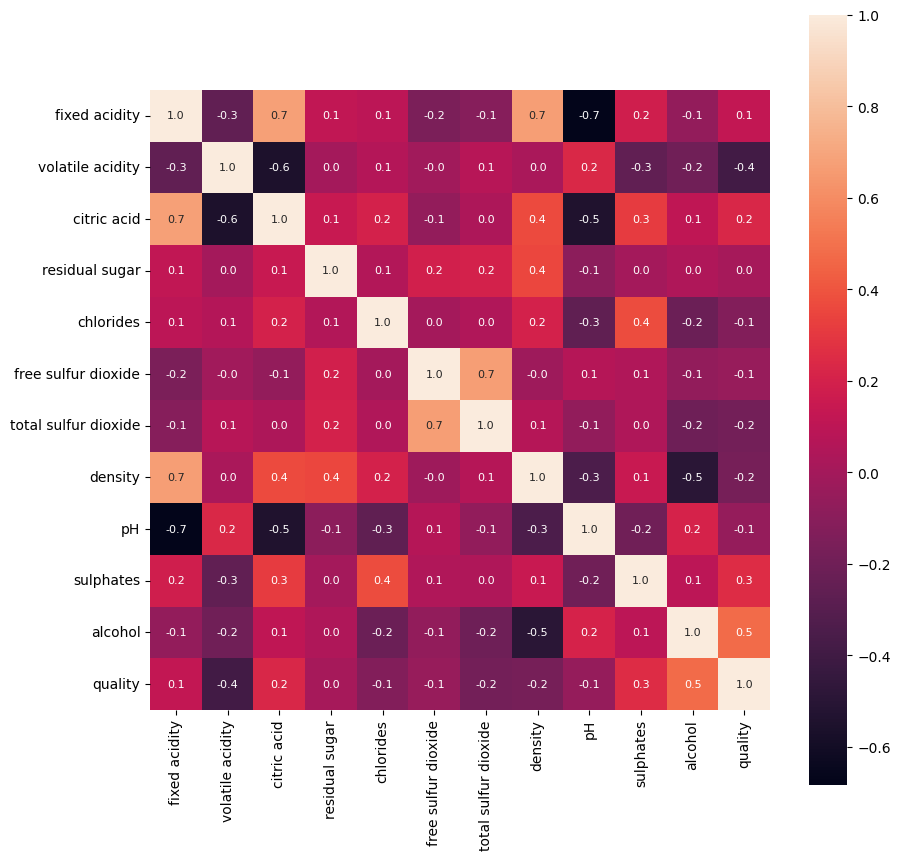 fixed acidity 1.0 -0.3 0.7 0.1 0.1 -0.2 -0.1 0.7 -0.7 0.2 -0.1 0.1
volatile acidity -0.3 1.0 -0.6 0.0 0.1 -0.0 0.1 0.0 0.2 -0.3 -0.2 -0.4
citric acid 0.7 -0.6 1.0 0.1 0.2 -0.1 0.0 0.4 -0.5 0.3 0.1 0.2
residual sugar 0.1 0.0 0.1 1.0 0.1 0.2 0.2 0.4 -0.1 0.0 0.0 0.0
chlorides 0.1 0.1 0.2 0.1 1.0 0.0 0.0 0.2 -0.3 0.4 -0.2 -0.1
free sulfur dioxide -0.2 -0.0 -0.1 0.2 0.0 1.0 0.7 -0.0 0.1 0.1 -0.1 -0.1
total sulfur dioxide -0.1 0.1 0.0 0.2 0.0 0.7 1.0 0.1 -0.1 0.0 -0.2 -0.2
density 0.7 0.0 0.4 0.4 0.2 -0.0 0.1 1.0 -0.3 0.1 -0.5 -0.2
pH -0.7 0.2 -0.5 -0.1 -0.3 0.1 -0.1 -0.3 1.0 -0.2 0.2 -0.1
sulphates 0.2 -0.3 0.3 0.0 0.4 0.1 0.0 0.1 -0.2 1.0 0.1 0.3
alcohol -0.1 -0.2 0.1 0.0 -0.2 -0.1 -0.2 -0.5 0.2 0.1 1.0 0.5
quality 0.1 -0.4 0.2 0.0 -0.1 -0.1 -0.2 -0.2 -0.1 0.3 0.5 1.0
fixed acidity
volatile acidity
citric acid
residual sugar
chlorides
free sulfur dioxide
total sulfur dioxide
density
pH
sulphates
alcohol
quality
1.0
0.8
0.6
0.4
0.2
0.0
−0.2
−0.4
−0.6